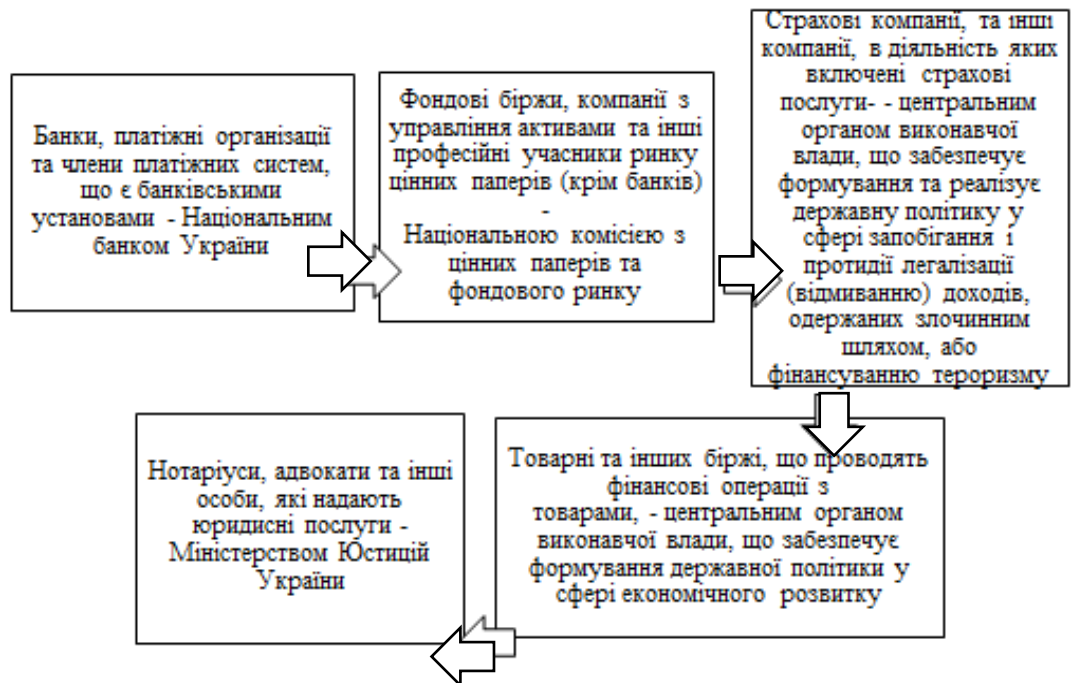 Банки, платіжні організації
та члени платіжних систем,
що є банківськими
установами - Національним
банком України
Фондові біржи, компанії з
управління активами та інші
професійні учасники ринку
цінних паперів (крім банків)
-
Національною комісією з
цінних паперів та
фондового ринку
Страхові компанії, та інші
компанії, в діяльність яких
включені страхові
послуги- - центральним
органом виконавчої
влади, що забезпечує
формування та реалізує
державну політику у
сфері запобігання і
протидії легалізації
(відмиванню) доходів,
одержаних злочинним
шляхом, або
фінансуванню тероризму
Товарні та інших біржі, що проводять
фінансові операції з
товарами, - центральним органом
виконавчої влади, що забезпечує
формування державної політики у
сфері економічного розвитку
Нотаріуси, адвокати та інші
особи, які надають
юридисні послуги -
Міністерством Юстицій
України